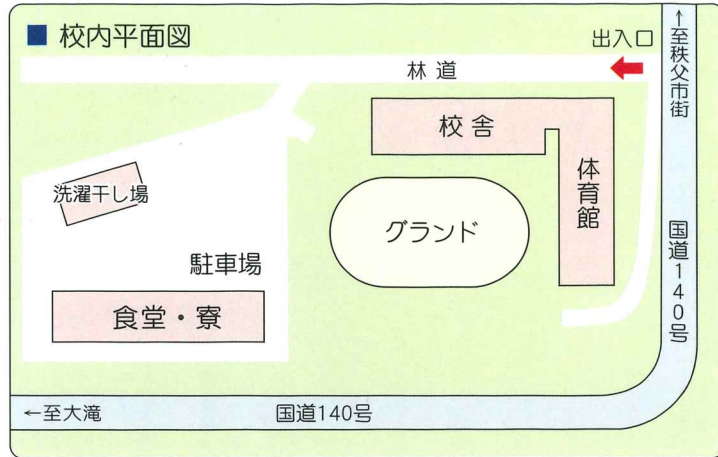 ■ 校内平面図
出入口
↑至秩父市街
林道
校舎
体育館
洗濯干し場
グランド
駐車場
国道140号
食堂・寮
←至大滝
国道140号